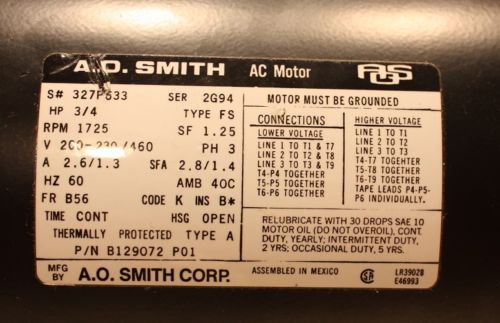 A.O. SMITH AC Motor AOS
S# 327P633 SER 2G94
HP 3/4 TYPE FS
RPM 1725 SF 1.25
V 200-230/460 PH 3
A 2.6/1.3 SFA 2.8/1.4
HZ 60 AMB 40C
FR B56 CODE K INS B*
TIME CONT HSG OPEN
THERMALLY PROTECTED TYPE A
P/N B129072 P01
MOTOR MUST BE GROUNDED
CONNECTIONS
LOWER VOLTAGE
LINE 1 TO T1 & T7
LINE 2 TO T2 & T8
LINE 3 TO T3 & T9
T4-P4 TOGETHER
T5-P5 TOGETHER
T6-P6 TOGETHER
HIGHER VOLTAGE
LINE 1 TO T1
LINE 2 TO T2
LINE 3 TO T3
T4-T7 TOGEHTER
T5-T8 TOGETHER
T6-T9 TOGETHER
TAPE LEADS P4-P5-
P6 INDIVIDUALLY.
RELUBRICATE WITH 30 DROPS SAE 10
MOTOR OIL (DO NOT OVEROIL), CONT.
DUTY, YEARLY; INTERMITTENT DUTY,
2 YRS; OCCASIONAL DUTY, 5 YRS.
MFG BY A.O. SMITH CORP. ASSEMBLED IN MEXICO SA LR39028
E46993